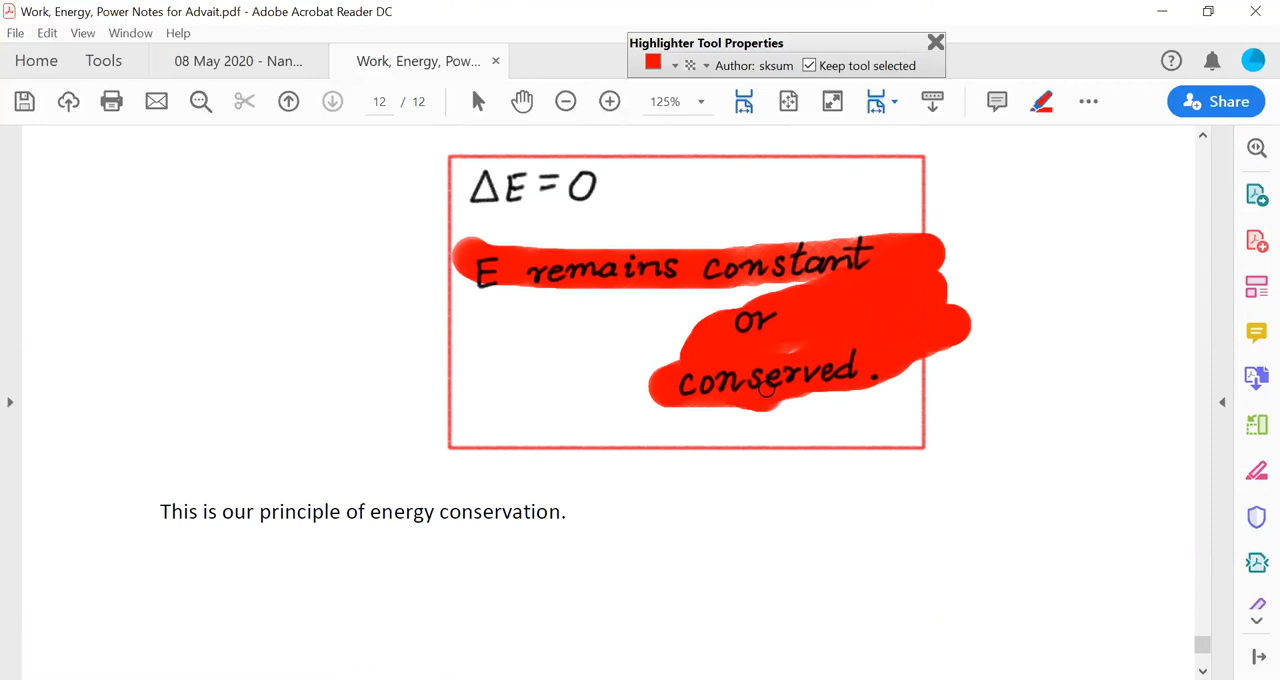 Work, Energy, Power Notes for Advait.pdf - Adobe Acrobat Reader DC
File Edit View Window Help
Highlighter Tool Properties
Author: sksum Keep tool selected
Home Tools 08 May 2020 - Nan... Work, Energy, Pow...
12 / 12 125% Share
ΔE = 0
E remains constant
or
conserved.
This is our principle of energy conservation.